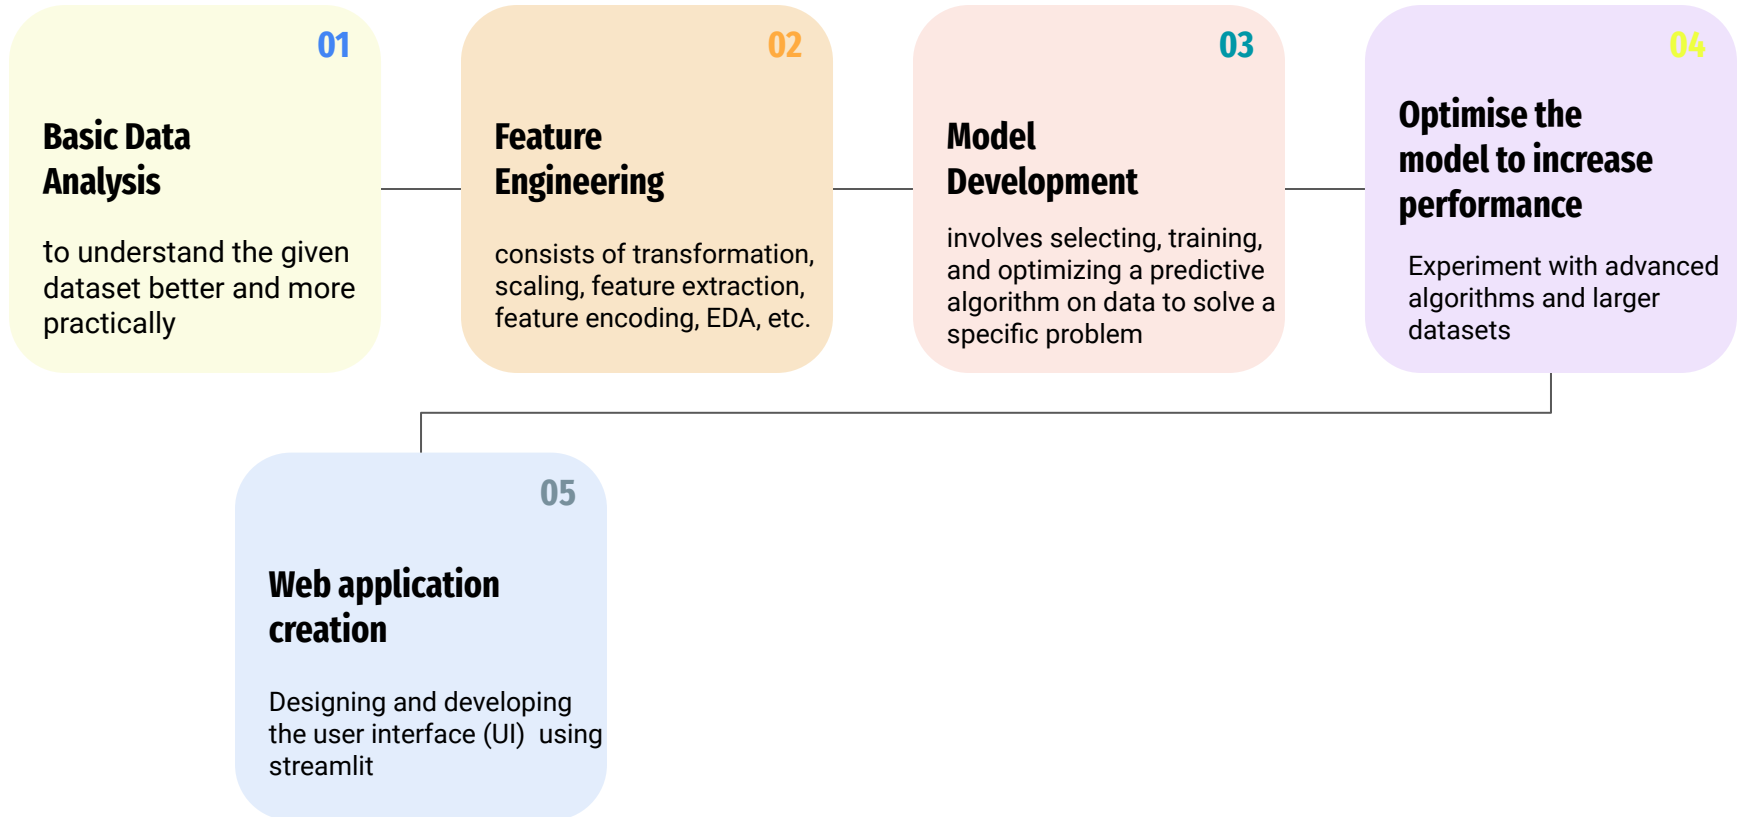 01
Basic Data
Analysis
to understand the given
dataset better and more
practically
02
Feature
Engineering
consists of transformation,
scaling, feature extraction,
feature encoding, EDA, etc.
03
Model
Development
involves selecting, training,
and optimizing a predictive
algorithm on data to solve a
specific problem
04
Optimise the
model to increase
performance
Experiment with advanced
algorithms and larger
datasets
05
Web application
creation
Designing and developing
the user interface (UI)  using
streamlit